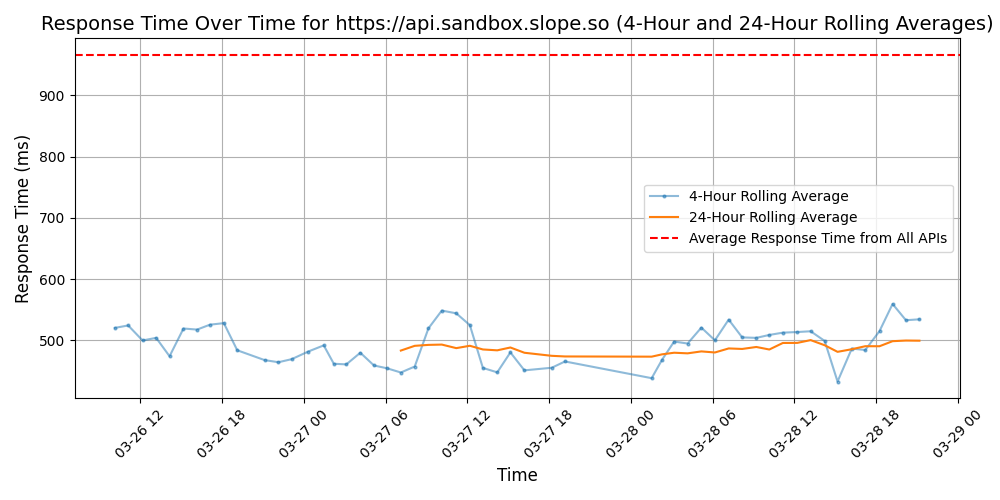 Response Time Over Time for https://api.sandbox.slope.so (4-Hour and 24-Hour Rolling Averages)
Response Time (ms)
900
800
700
600
500
4-Hour Rolling Average
24-Hour Rolling Average
Average Response Time from All APIs
03-26 12
03-26 18
03-27 00
03-27 06
03-27 12
03-27 18
03-28 00
03-28 06
03-28 12
03-28 18
03-29 00
Time